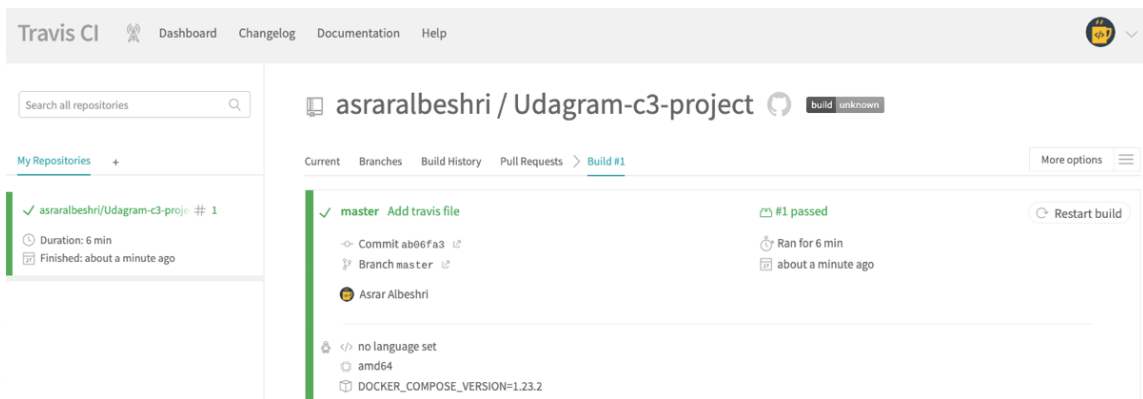 Travis CI Dashboard Changelog Documentation Help
Search all repositories
asraralbeshri / Udagram-c3-project build unknown
My Repositories +
Current Branches Build History Pull Requests Build #1 More options
asraralbeshri/Udagram-c3-proje # 1
Duration: 6 min
Finished: about a minute ago
master Add travis file
Commit ab06fa3
Branch master
Asrar Albeshri
#1 passed
Ran for 6 min
about a minute ago
Restart build
</> no language set
amd64
DOCKER_COMPOSE_VERSION=1.23.2